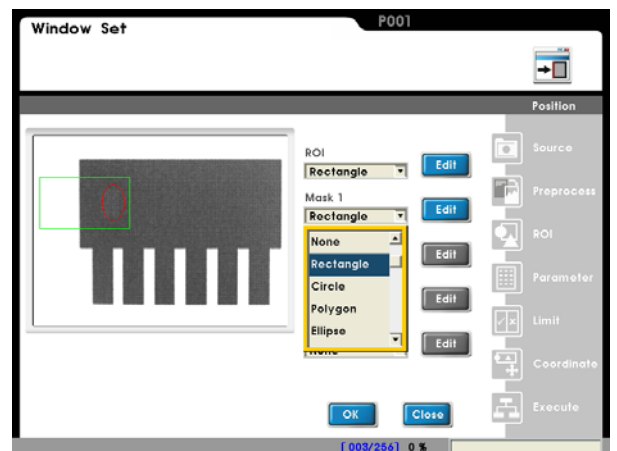 P001
Window Set
Position
ROI
Rectangle
Edit
Mask 1
Rectangle
Edit
None
Rectangle
Circle
Polygon
Ellipse
Edit
Edit
Edit
None
OK
Close
Source
Preprocess
ROI
Parameter
Limit
Coordinate
Execute
[003/256] 0 %